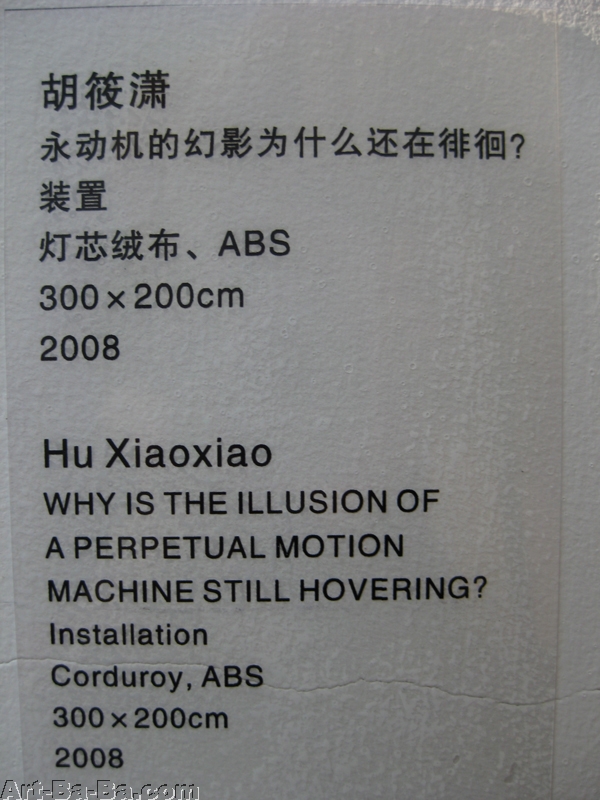 胡筱潇
永动机的幻影为什么还在徘徊?
装置
灯芯绒布、ABS
300×200cm
2008
Hu Xiaoxiao
WHY IS THE ILLUSION OF
A PERPETUAL MOTION
MACHINE STILL HOVERING?
Installation
Corduroy, ABS
300×200cm
2008
Art-Ba-Ba.com